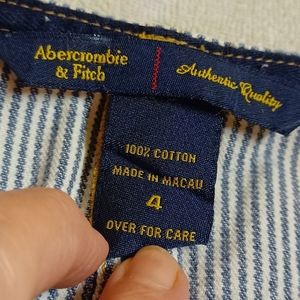 Abercrombie
& Fitch
Authentic Quality
100% COTTON
MADE IN MACAU
4
OVER FOR CARE